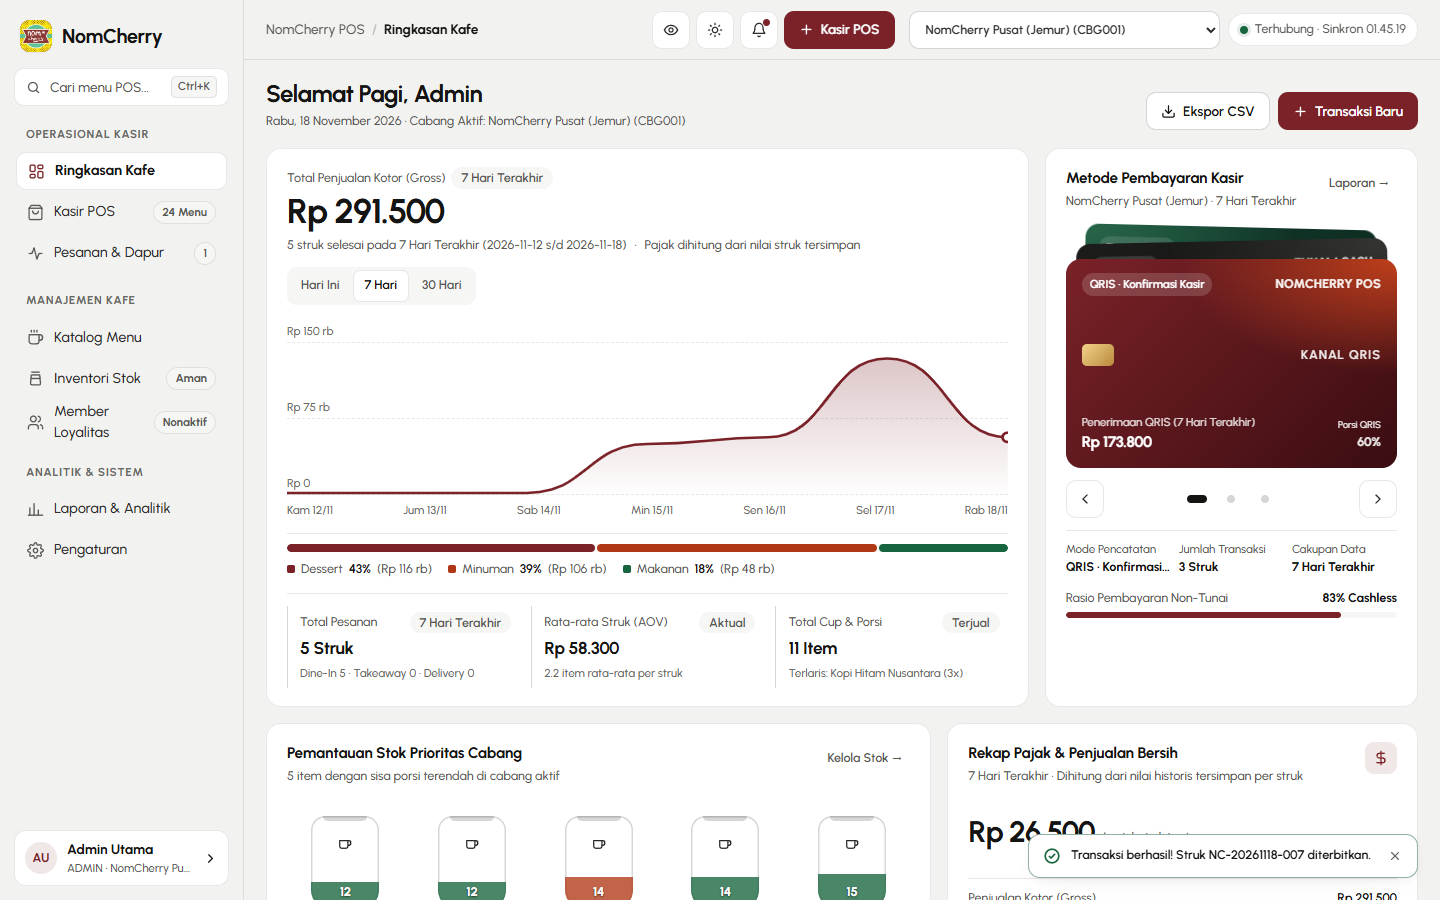 NomCherry
Cari menu POS... Ctrl+K
OPERASIONAL KASIR
Ringkasan Kafe
Kasir POS 24 Menu
Pesanan & Dapur 1
MANAJEMEN KAFE
Katalog Menu
Inventori Stok Aman
Member Loyalitas Nonaktif
ANALITIK & SISTEM
Laporan & Analitik
Pengaturan
AU Admin Utama
ADMIN · NomCherry Pu...
NomCherry POS / Ringkasan Kafe
+ Kasir POS
NomCherry Pusat (Jemur) (CBG001)
Terhubung · Sinkron 01.45.19
Selamat Pagi, Admin
Rabu, 18 November 2026 · Cabang Aktif: NomCherry Pusat (Jemur) (CBG001)
Ekspor CSV
+ Transaksi Baru
Total Penjualan Kotor (Gross) 7 Hari Terakhir
Rp 291.500
5 struk selesai pada 7 Hari Terakhir (2026-11-12 s/d 2026-11-18) · Pajak dihitung dari nilai struk tersimpan
Hari Ini 7 Hari 30 Hari
Rp 150 rb
Rp 75 rb
Rp 0
Kam 12/11 Jum 13/11 Sab 14/11 Min 15/11 Sen 16/11 Sel 17/11 Rab 18/11
Dessert 43% (Rp 116 rb) Minuman 39% (Rp 106 rb) Makanan 18% (Rp 48 rb)
Total Pesanan 7 Hari Terakhir
5 Struk
Dine-In 5 · Takeaway 0 · Delivery 0
Rata-rata Struk (AOV) Aktual
Rp 58.300
2.2 item rata-rata per struk
Total Cup & Porsi Terjual
11 Item
Terlaris: Kopi Hitam Nusantara (3x)
Metode Pembayaran Kasir Laporan →
NomCherry Pusat (Jemur) · 7 Hari Terakhir
QRIS · Konfirmasi Kasir NOMCHERRY POS
KANAL QRIS
Penerimaan QRIS (7 Hari Terakhir) Porsi QRIS
Rp 173.800 60%
Mode Pencatatan Jumlah Transaksi Cakupan Data
QRIS · Konfirmasi... 3 Struk 7 Hari Terakhir
Rasio Pembayaran Non-Tunai 83% Cashless
Pemantauan Stok Prioritas Cabang Kelola Stok →
5 item dengan sisa porsi terendah di cabang aktif
12 12 14 14 15
Rekap Pajak & Penjualan Bersih $
7 Hari Terakhir · Dihitung dari nilai historis tersimpan per struk
Rp 26.500
Transaksi berhasil! Struk NC-20261118-007 diterbitkan.
Penjualan Kotor (Gross) Rp 291.500